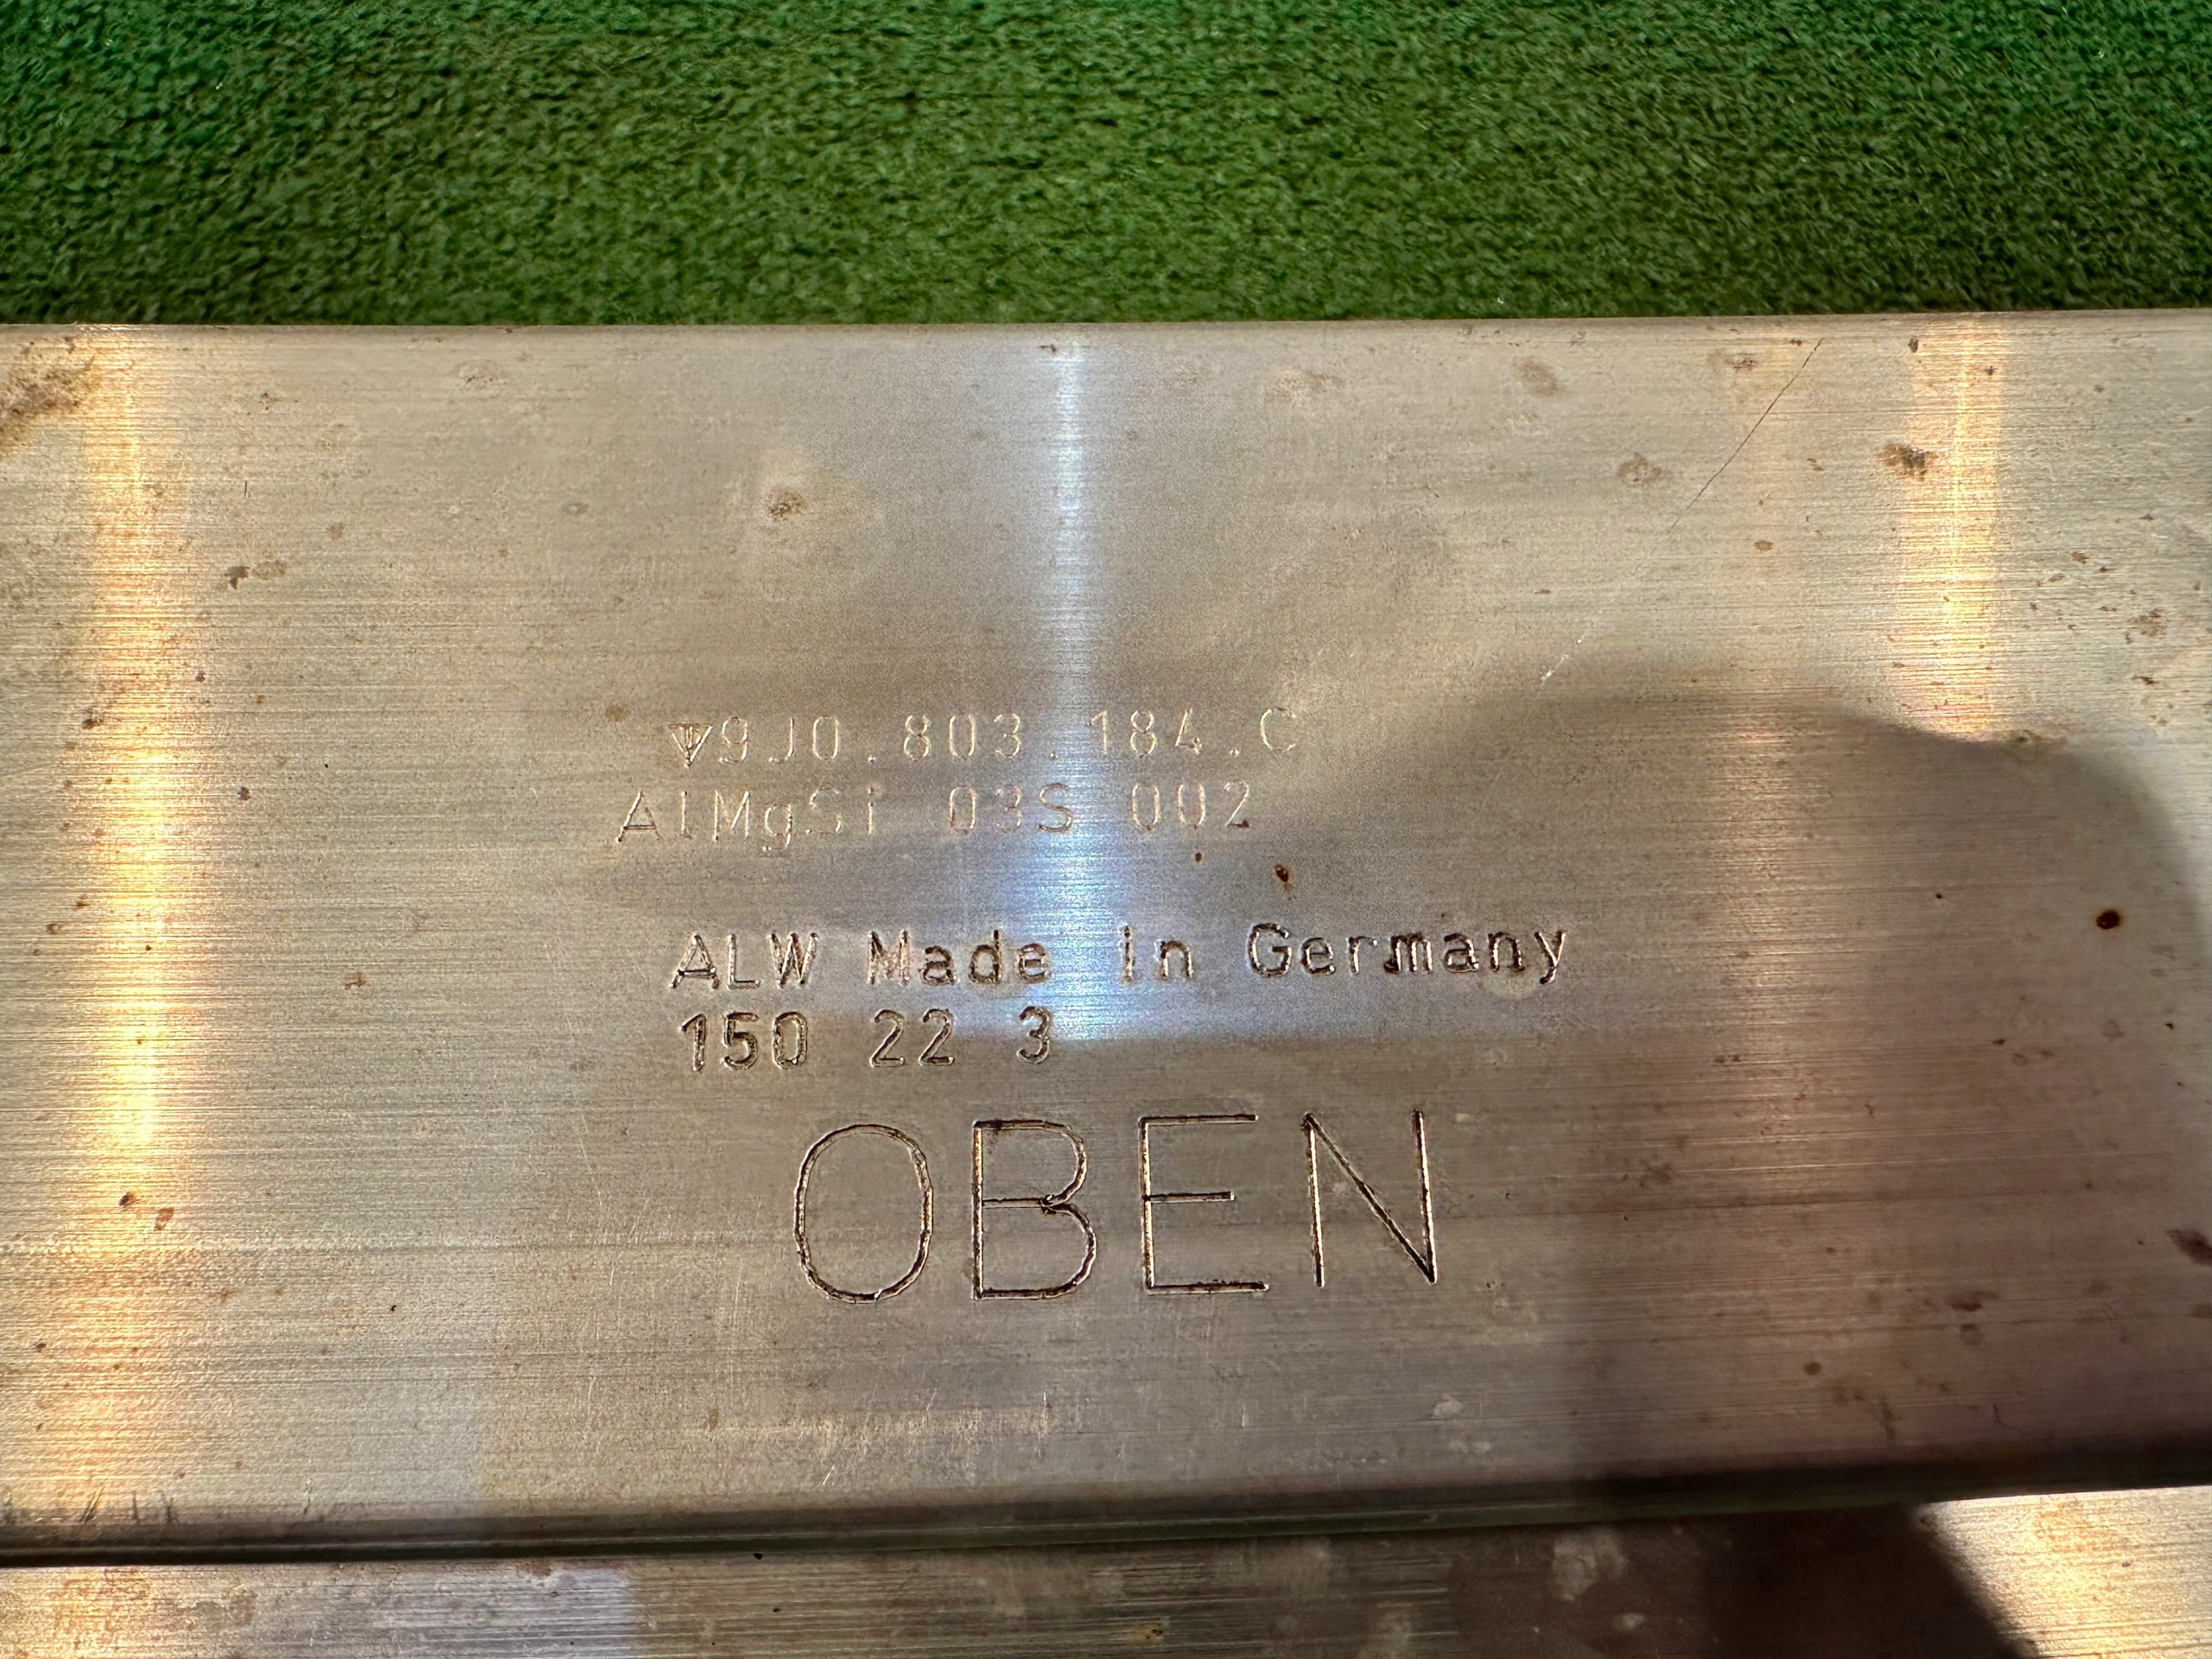 9J0.803.184.C
AlMgSi 03S 002
ALW Made in Germany
150 22 3
OBEN